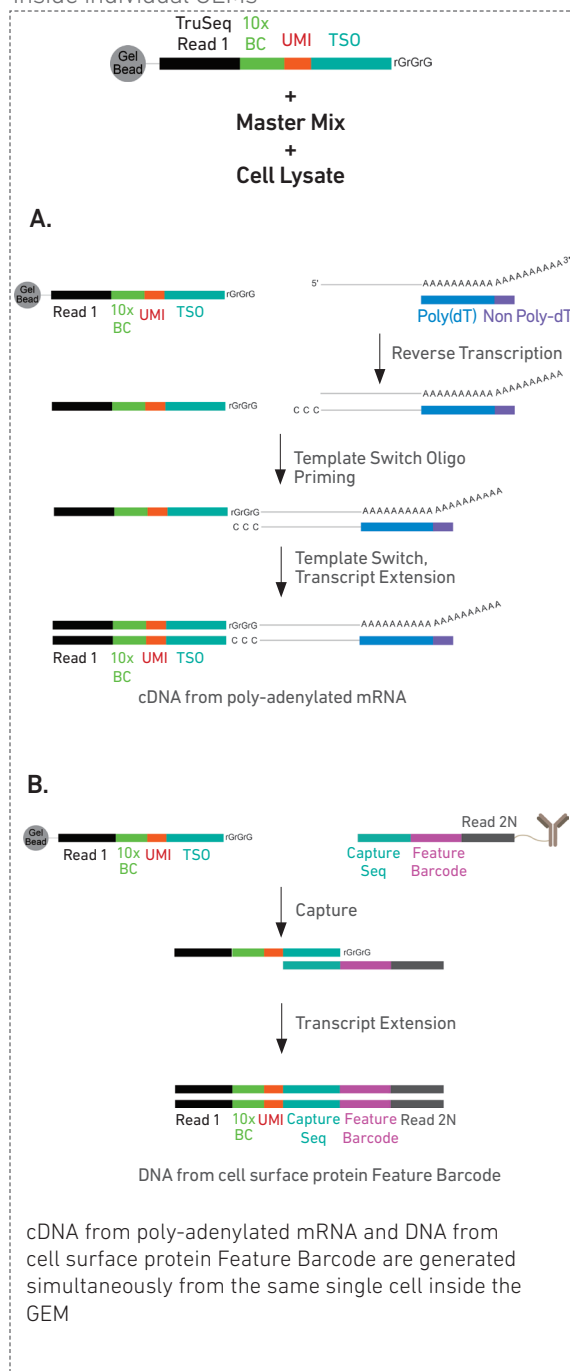 Inside Individual GEMs
TruSeq 10x
Read 1 BC UMI TSO
Gel
Bead
rGrGrG
+
Master Mix
+
Cell Lysate
A.
Gel
Bead
rGrGrG
Read 1 10x UMI TSO
BC
5' AAAAAAAAAA AAAAAAAAA 3'
Poly(dT) Non Poly-dT
Reverse Transcription
rGrGrG
AAAAAAAAAA AAAAAAAAA
C C C
Template Switch Oligo
Priming
rGrGrG AAAAAAAAAA AAAAAAAAA
C C C
Template Switch,
Transcript Extension
rGrGrG AAAAAAAAAA AAAAAAAAA
C C C
Read 1 10x UMI TSO
BC
cDNA from poly-adenylated mRNA
B.
Gel
Bead
rGrGrG
Read 1 10x UMI TSO
BC
Read 2N
Capture Feature
Seq Barcode
Capture
rGrGrG
Transcript Extension
Read 1 10x UMI Capture Feature Read 2N
BC Seq Barcode
DNA from cell surface protein Feature Barcode
cDNA from poly-adenylated mRNA and DNA from
cell surface protein Feature Barcode are generated
simultaneously from the same single cell inside the
GEM